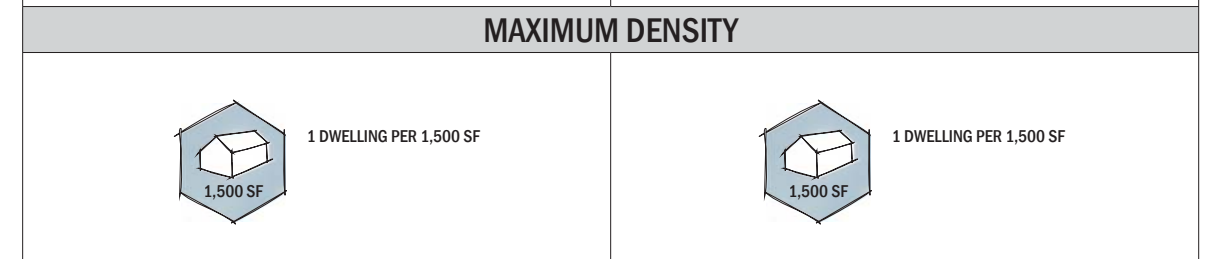 MAXIMUM DENSITY
1,500 SF
1 DWELLING PER 1,500 SF
1,500 SF
1 DWELLING PER 1,500 SF